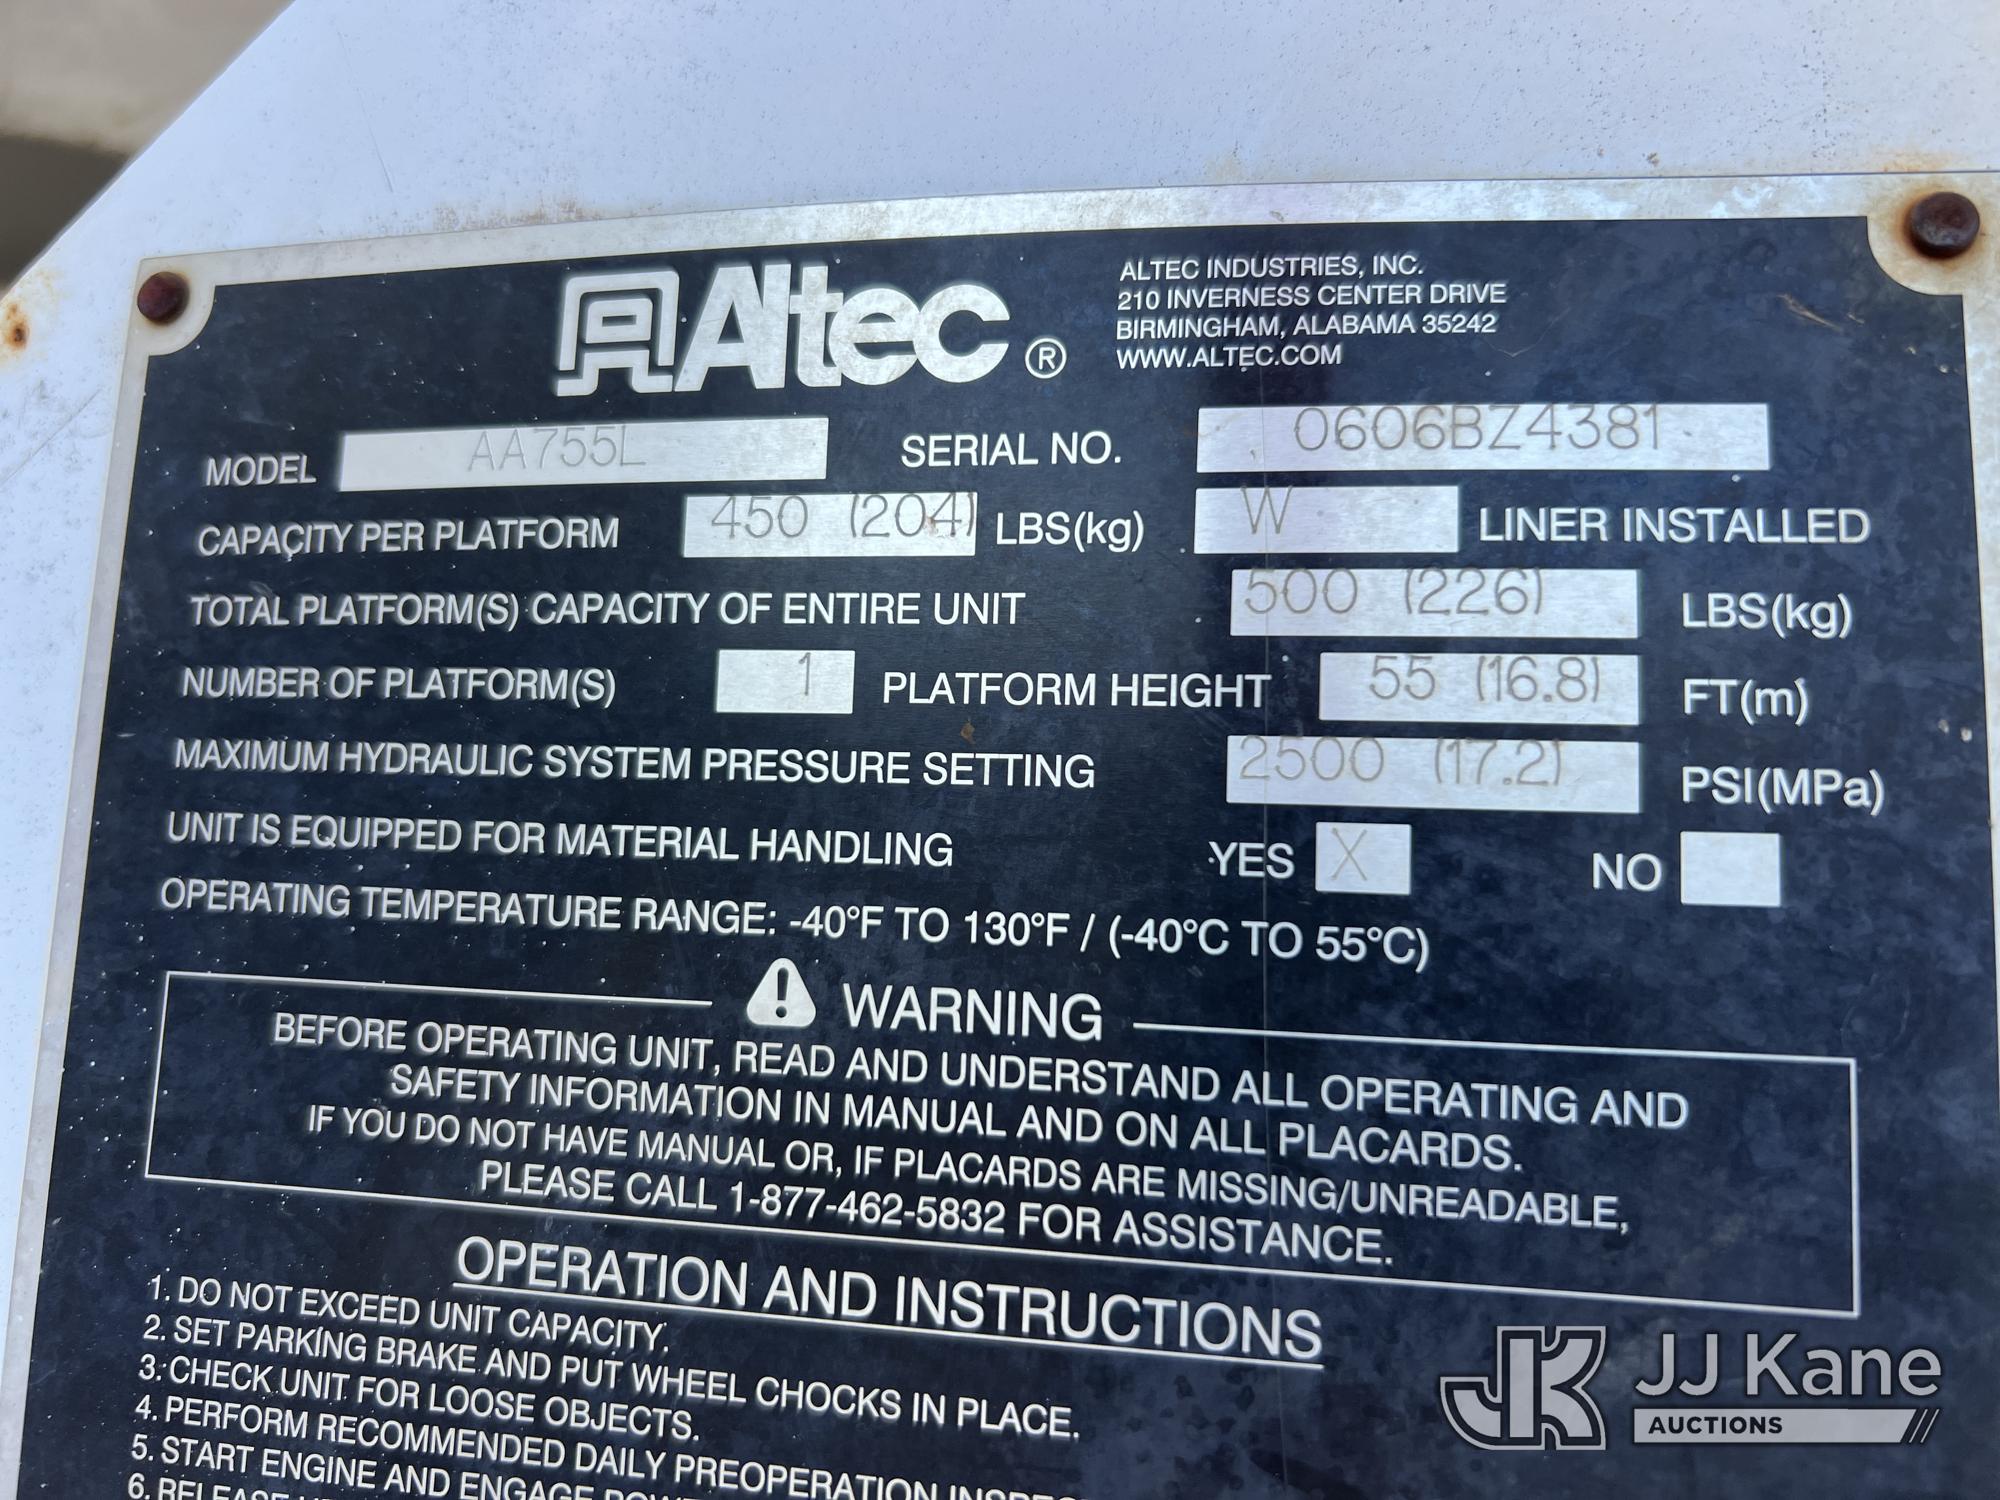 Altec®
ALTEC INDUSTRIES, INC.
210 INVERNESS CENTER DRIVE
BIRMINGHAM, ALABAMA 35242
WWW.ALTEC.COM
MODEL AA755L SERIAL NO. 0606BZ4381
CAPACITY PER PLATFORM 450 (204) LBS(kg) W LINER INSTALLED
TOTAL PLATFORM(S) CAPACITY OF ENTIRE UNIT 500 (226) LBS(kg)
NUMBER OF PLATFORM(S) 1 PLATFORM HEIGHT 55 (16.8) FT(m)
MAXIMUM HYDRAULIC SYSTEM PRESSURE SETTING 2500 (17.2) PSI(MPa)
UNIT IS EQUIPPED FOR MATERIAL HANDLING YES X NO
OPERATING TEMPERATURE RANGE: -40°F TO 130°F / (-40°C TO 55°C)
WARNING
BEFORE OPERATING UNIT, READ AND UNDERSTAND ALL OPERATING AND
SAFETY INFORMATION IN MANUAL AND ON ALL PLACARDS.
IF YOU DO NOT HAVE MANUAL OR, IF PLACARDS ARE MISSING/UNREADABLE,
PLEASE CALL 1-877-462-5832 FOR ASSISTANCE.
OPERATION AND INSTRUCTIONS
1. DO NOT EXCEED UNIT CAPACITY.
2. SET PARKING BRAKE AND PUT WHEEL CHOCKS IN PLACE.
3. CHECK UNIT FOR LOOSE OBJECTS.
4. PERFORM RECOMMENDED DAILY PREOPERATION
5. START ENGINE AND ENGAGE
6. RELEASE
JK JJ Kane
AUCTIONS